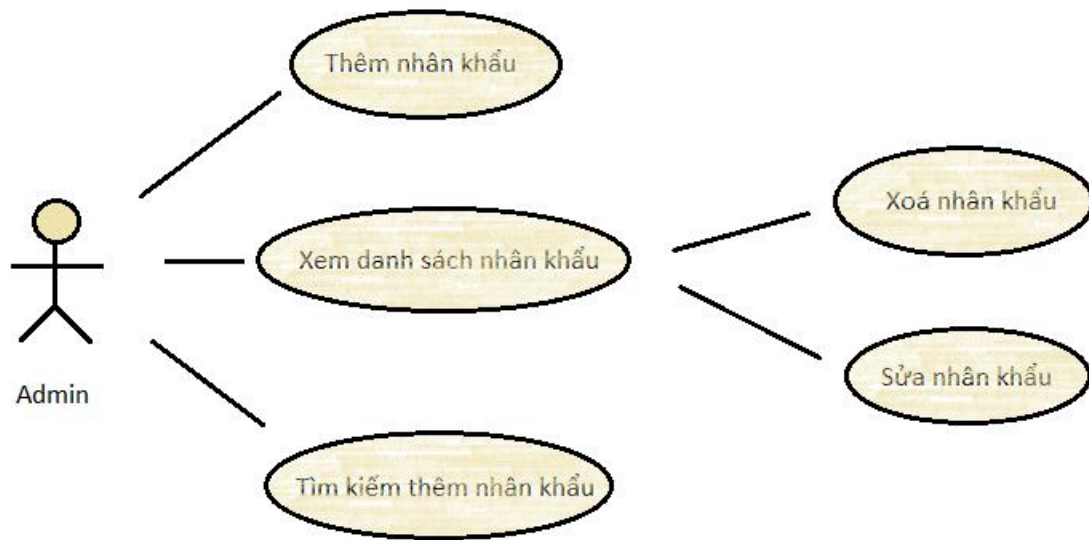 Thêm nhân khẩu
Xoá nhân khẩu
Xem danh sách nhân khẩu
Sửa nhân khẩu
Admin
Tìm kiếm thêm nhân khẩu